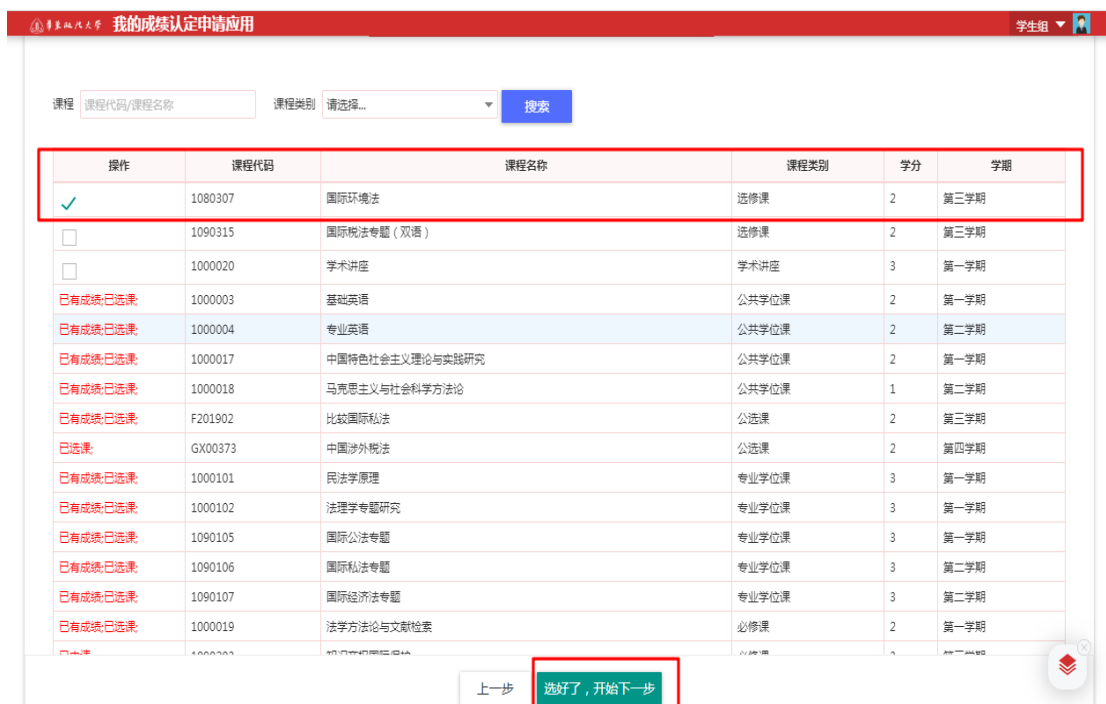 華東政法大學 我的成绩认定申请应用 学生组
课程 课程代码/课程名称 课程类别 请选择... 搜索
操作 课程代码 课程名称 课程类别 学分 学期
1080307 国际环境法 选修课 2 第三学期
1090315 国际税法专题(双语) 选修课 2 第三学期
1000020 学术讲座 学术讲座 3 第一学期
已有成绩;已选课; 1000003 基础英语 公共学位课 2 第一学期
已有成绩;已选课; 1000004 专业英语 公共学位课 2 第二学期
已有成绩;已选课; 1000017 中国特色社会主义理论与实践研究 公共学位课 2 第一学期
已有成绩;已选课; 1000018 马克思主义与社会科学方法论 公共学位课 1 第二学期
已有成绩;已选课; F201902 比较国际私法 公选课 2 第三学期
已选课; GX00373 中国涉外税法 公选课 2 第四学期
已有成绩;已选课; 1000101 民法学原理 专业学位课 3 第一学期
已有成绩;已选课; 1000102 法理学专题研究 专业学位课 3 第一学期
已有成绩;已选课; 1090105 国际公法专题 专业学位课 3 第一学期
已有成绩;已选课; 1090106 国际私法专题 专业学位课 3 第二学期
已有成绩;已选课; 1090107 国际经济法专题 专业学位课 3 第二学期
已有成绩;已选课; 1000019 法学方法论与文献检索 必修课 2 第一学期
上一步 选好了,开始下一步